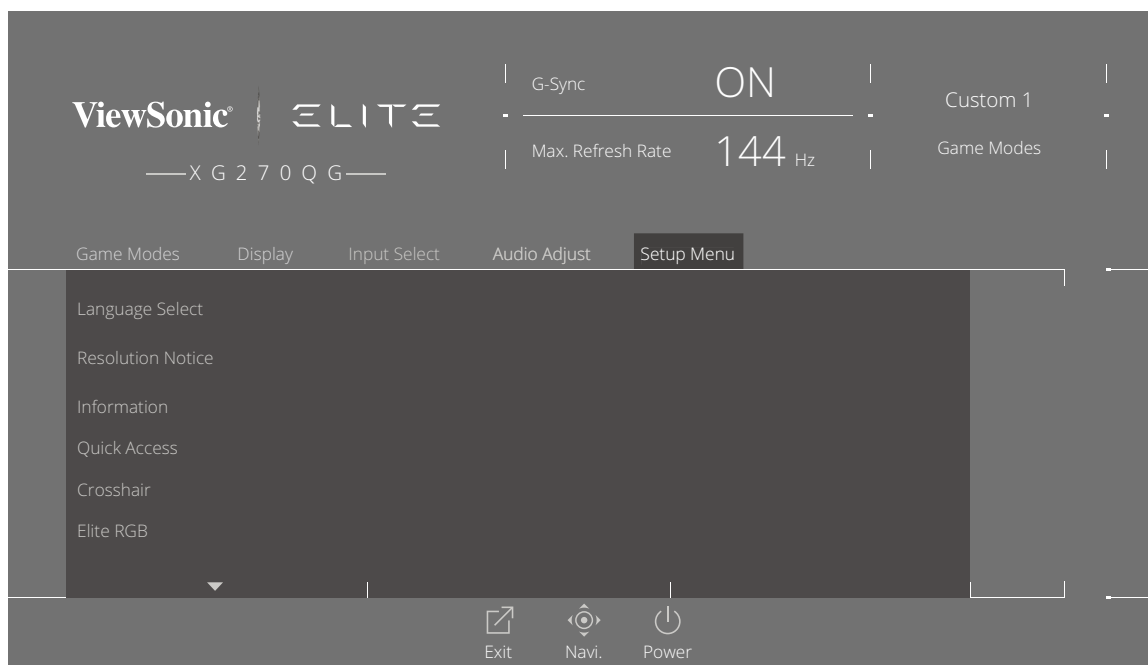 ViewSonic® ELITE
XG270QG
G-Sync ON
Max. Refresh Rate 144 Hz
Custom 1
Game Modes
Game Modes Display Input Select Audio Adjust Setup Menu
Language Select
Resolution Notice
Information
Quick Access
Crosshair
Elite RGB
Exit Navi. Power